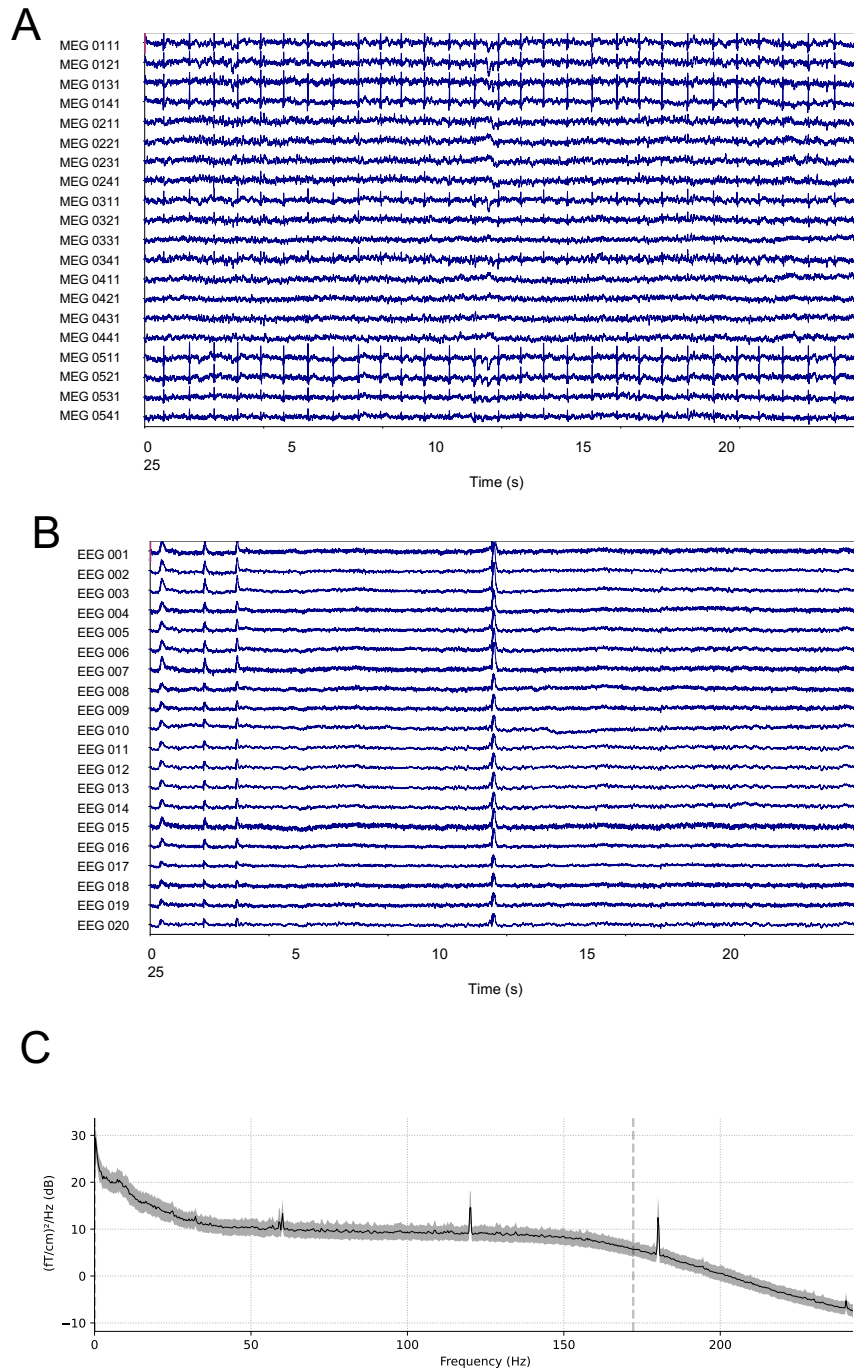 A
MEG 0111
MEG 0121
MEG 0131
MEG 0141
MEG 0211
MEG 0221
MEG 0231
MEG 0241
MEG 0311
MEG 0321
MEG 0331
MEG 0341
MEG 0411
MEG 0421
MEG 0431
MEG 0441
MEG 0511
MEG 0521
MEG 0531
MEG 0541
0 5 10 15 20
25
Time (s)
B
EEG 001
EEG 002
EEG 003
EEG 004
EEG 005
EEG 006
EEG 007
EEG 008
EEG 009
EEG 010
EEG 011
EEG 012
EEG 013
EEG 014
EEG 015
EEG 016
EEG 017
EEG 018
EEG 019
EEG 020
0 5 10 15 20
25
Time (s)
C
(fT/cm)²/Hz (dB)
30
20
10
0
−10
0 50 100 150 200
Frequency (Hz)